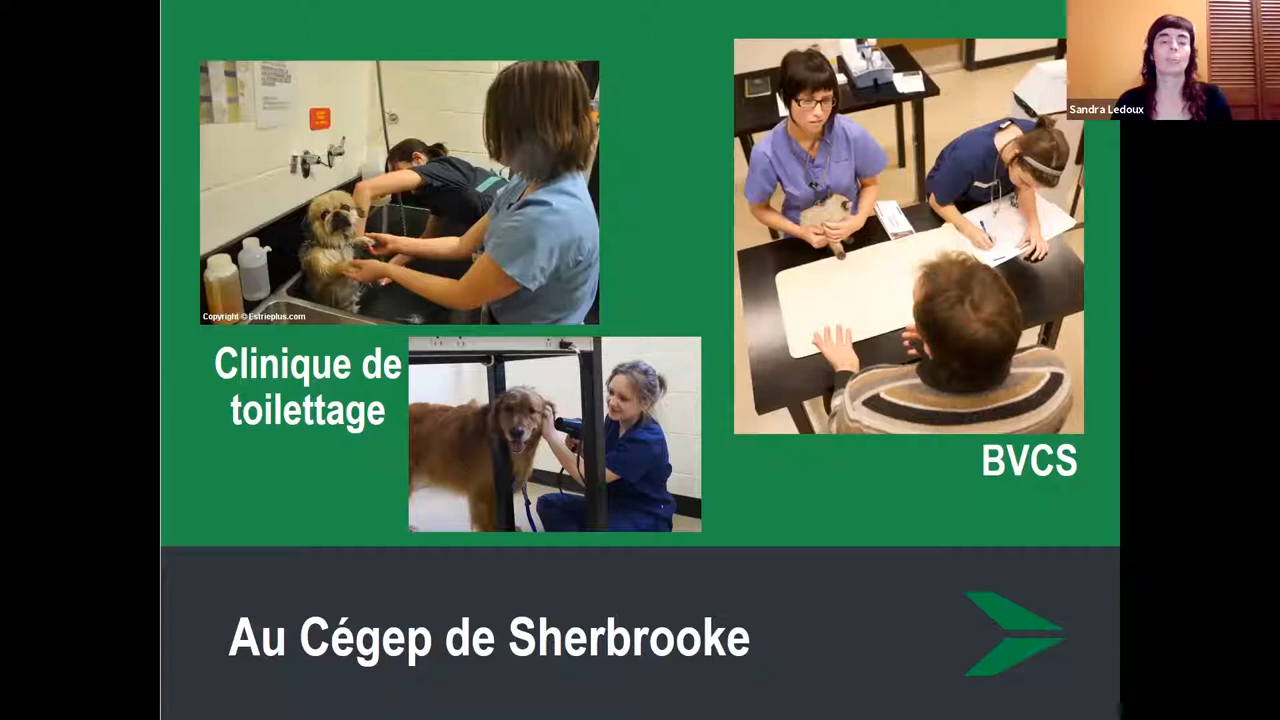 Sandra Ledoux
Copyright © Estrieplus.com
Clinique de
toilettage
BVCS
Au Cégep de Sherbrooke